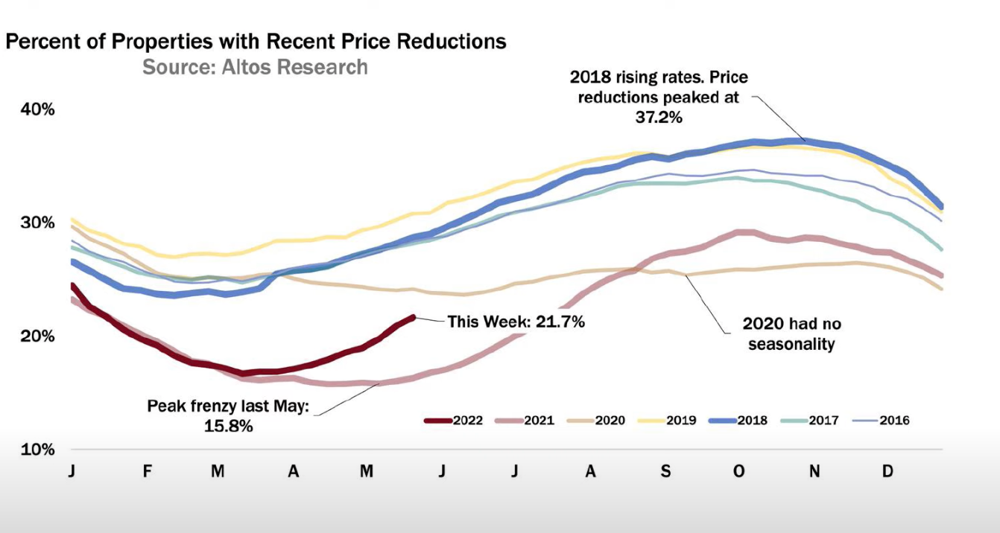 Percent of Properties with Recent Price Reductions
Source: Altos Research
2018 rising rates. Price
reductions peaked at
37.2%
40%
30%
20%
10%
This Week: 21.7%
2020 had no
seasonality
Peak frenzy last May:
15.8%
2022 2021 2020 2019 2018 2017 2016
J F M A M J J A S O N D